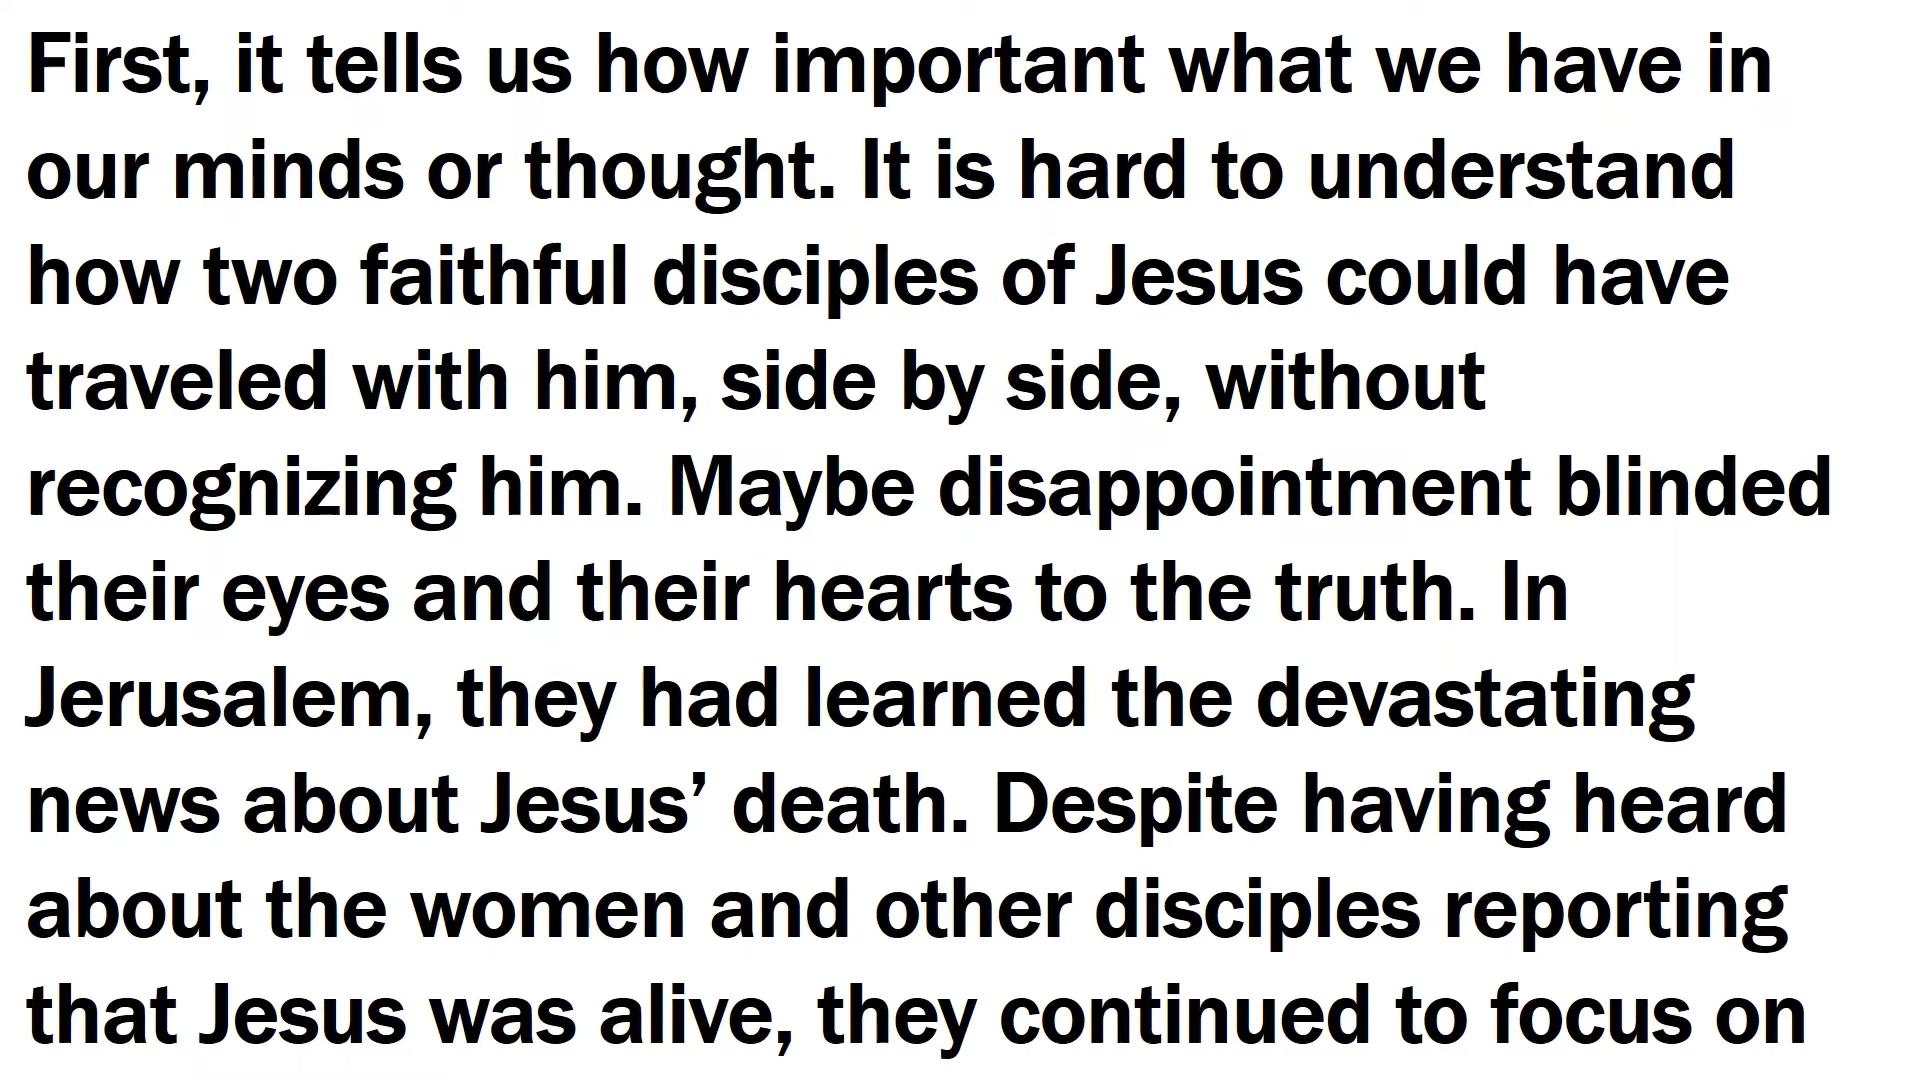 First, it tells us how important what we have in
our minds or thought. It is hard to understand
how two faithful disciples of Jesus could have
traveled with him, side by side, without
recognizing him. Maybe disappointment blinded
their eyes and their hearts to the truth. In
Jerusalem, they had learned the devastating
news about Jesus’ death. Despite having heard
about the women and other disciples reporting
that Jesus was alive, they continued to focus on